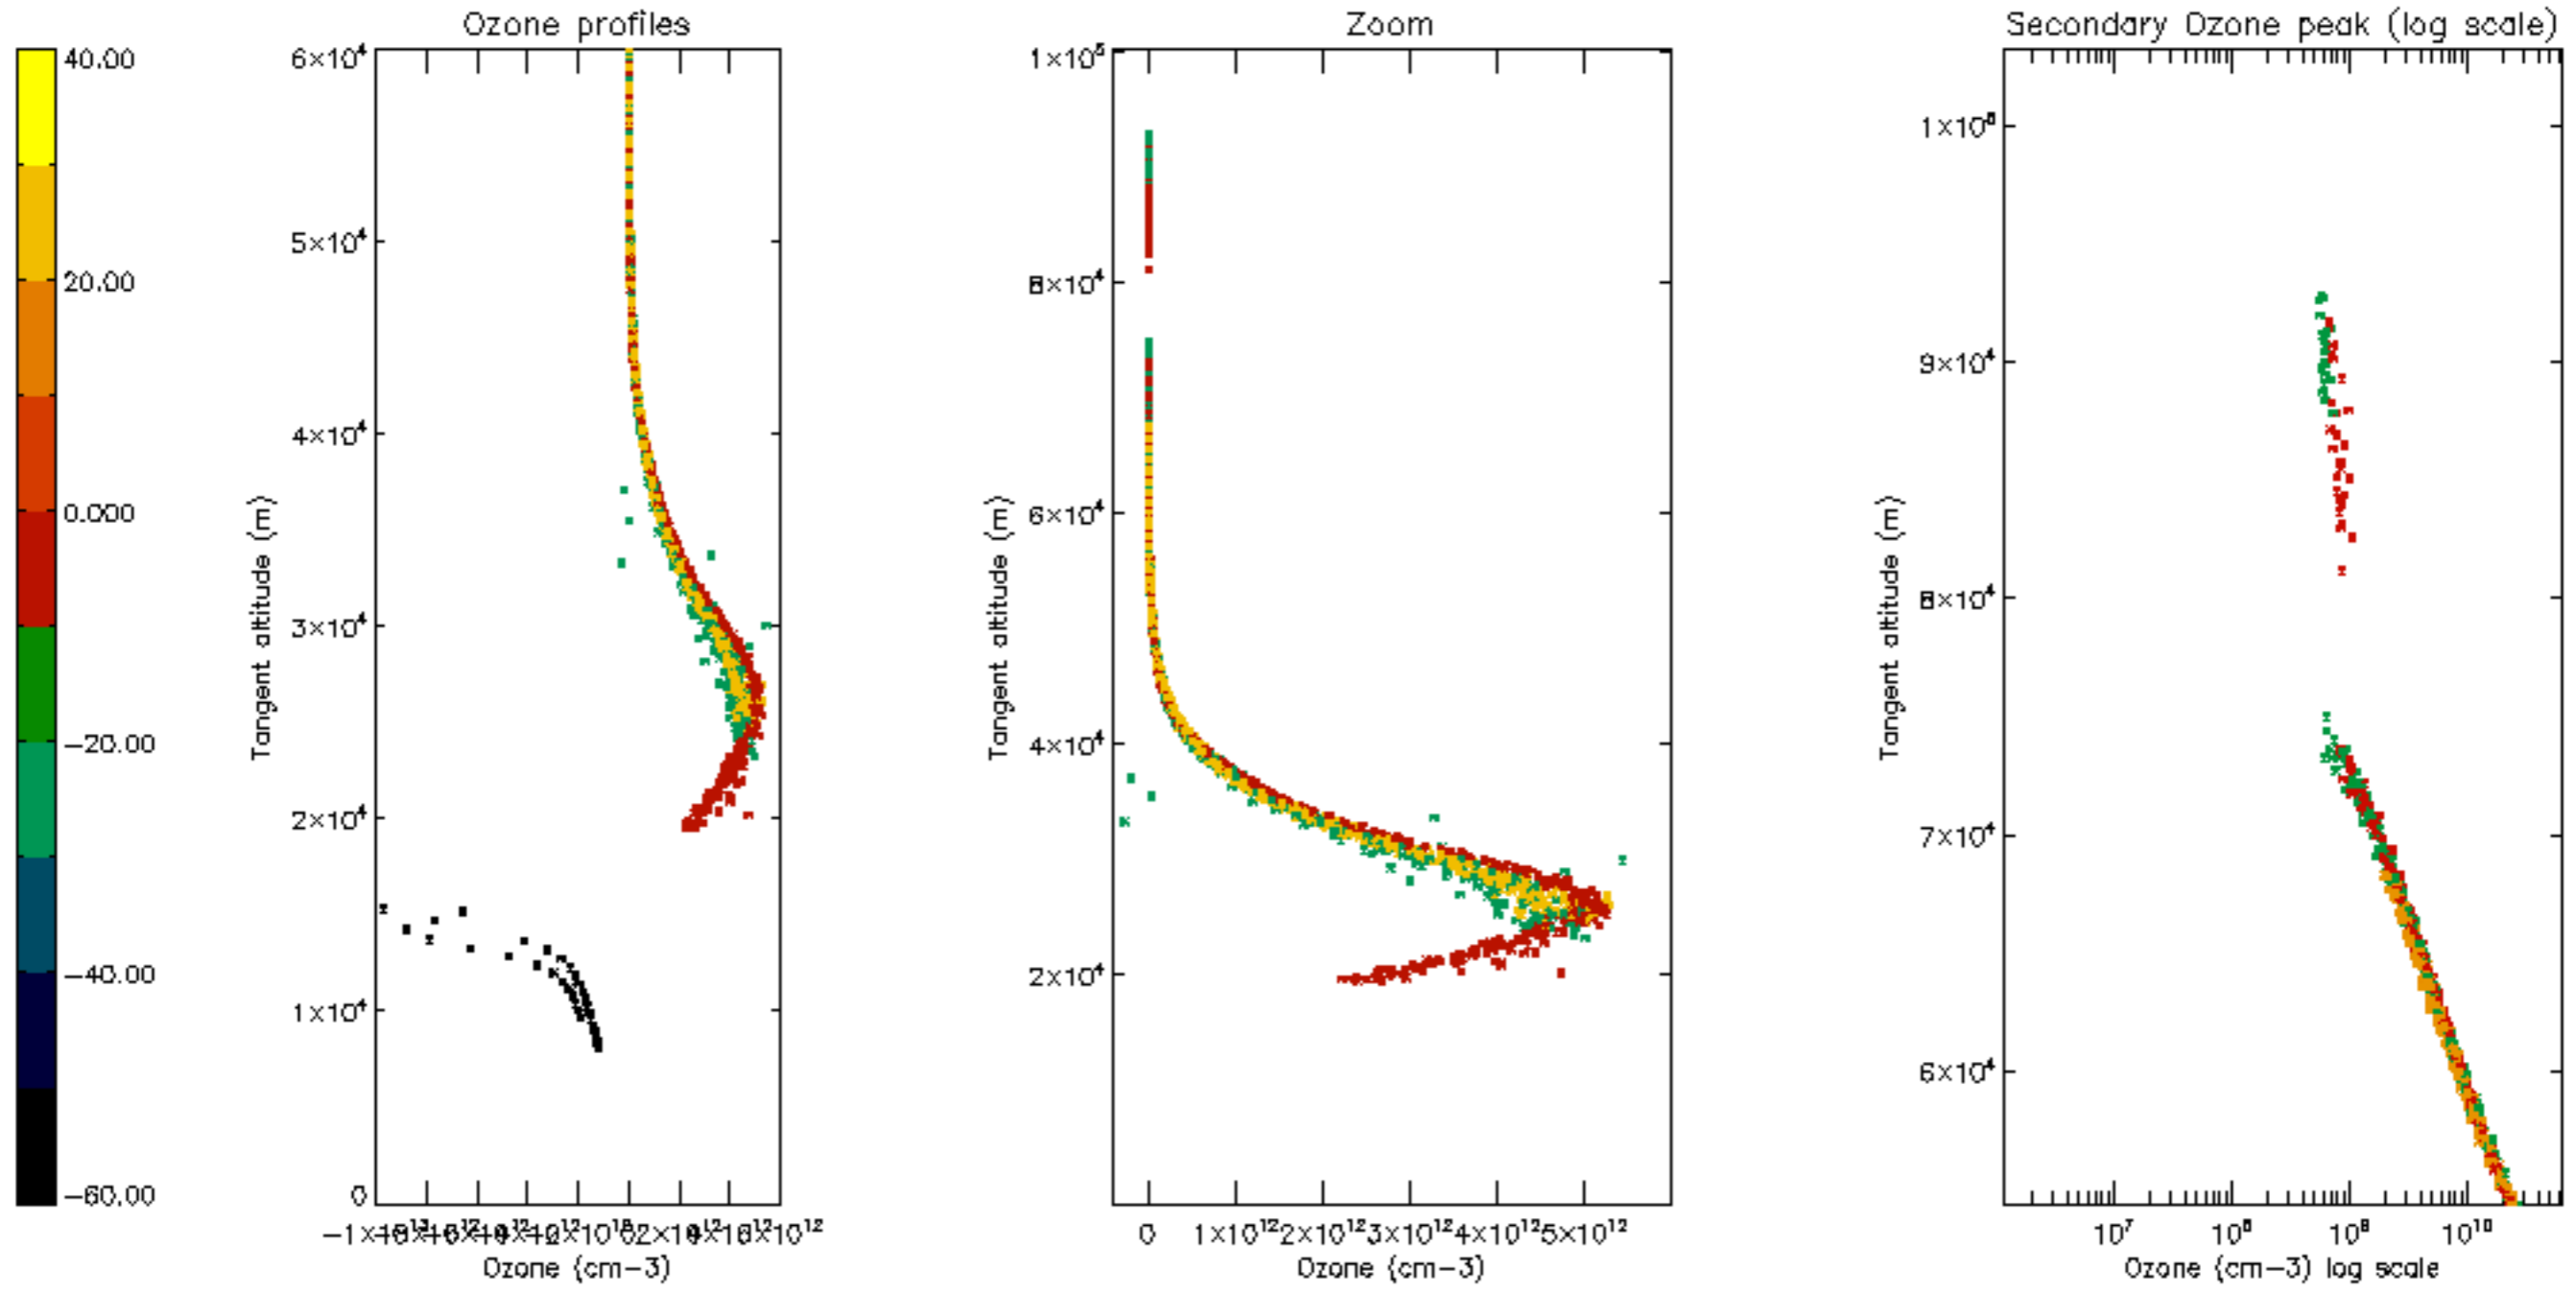 Ozone profiles
Zoom
Secondary Ozone peak (log scale)
40.00
20.00
0.000
−20.00
−40.00
−60.00
6×10⁴
5×10⁴
4×10⁴
3×10⁴
2×10⁴
1×10⁴
0
Tangent altitude (m)
Ozone (cm−3)
1×10⁵
8×10⁴
6×10⁴
4×10⁴
2×10⁴
Tangent altitude (m)
0 1×10¹² 2×10¹² 3×10¹² 4×10¹² 5×10¹²
Ozone (cm−3)
9×10⁴
8×10⁴
7×10⁴
6×10⁴
Tangent altitude (m)
10⁷ 10⁸ 10⁹ 10¹⁰
Ozone (cm−3) log scale